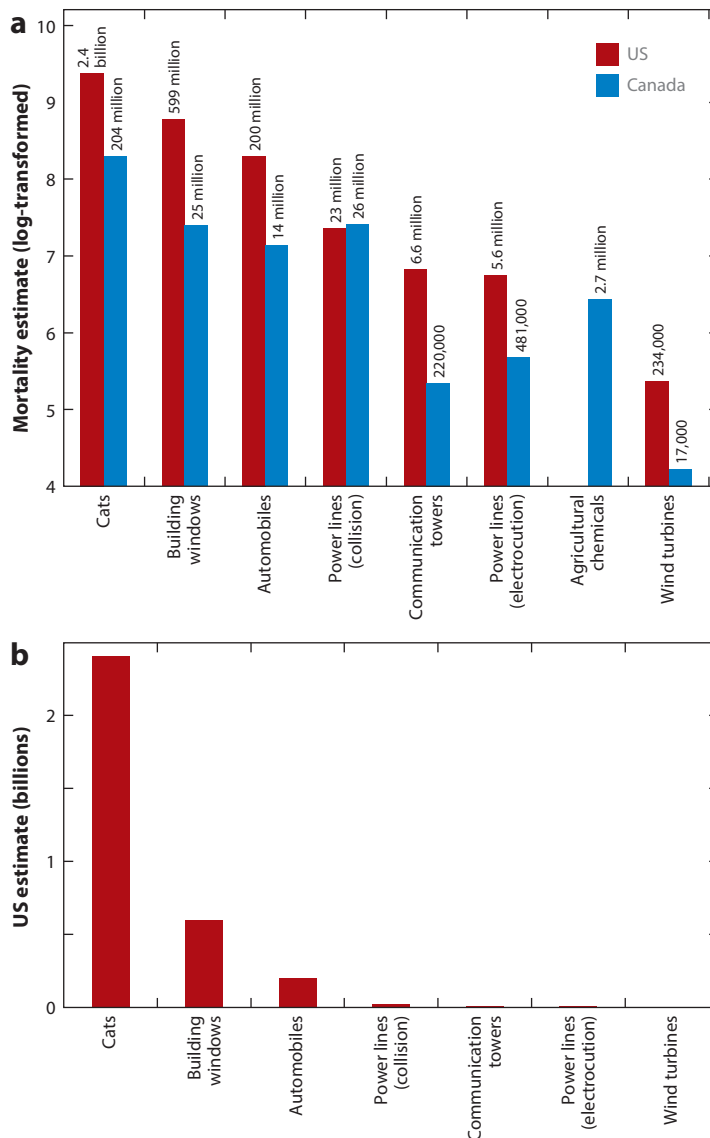 a
Mortality estimate (log-transformed)
10
9
8
7
6
5
4
US
Canada
2.4
billion
204 million
599 million
25 million
200 million
14 million
23 million
26 million
6.6 million
220,000
5.6 million
481,000
2.7 million
234,000
17,000
Cats
Building
windows
Automobiles
Power lines
(collision)
Communication
towers
Power lines
(electrocution)
Agricultural
chemicals
Wind turbines
b
US estimate (billions)
2
1
0
Cats
Building
windows
Automobiles
Power lines
(collision)
Communication
towers
Power lines
(electrocution)
Wind turbines